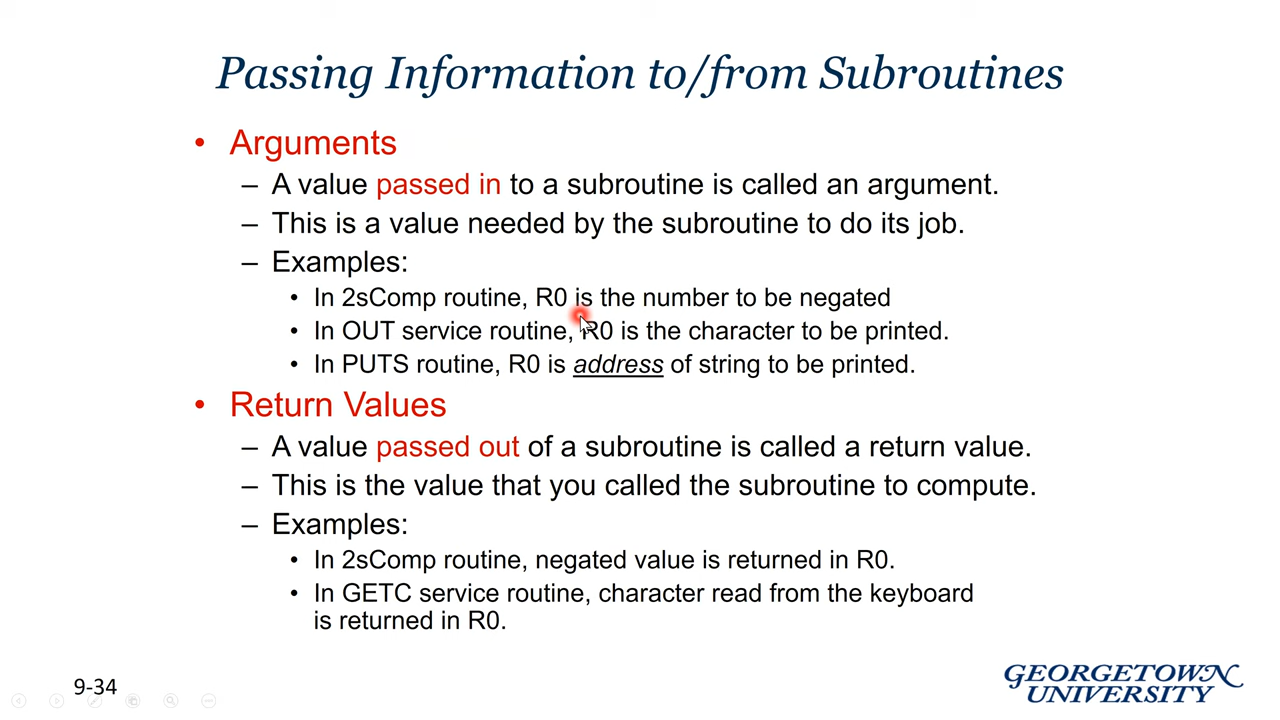 Passing Information to/from Subroutines
• Arguments
– A value passed in to a subroutine is called an argument.
– This is a value needed by the subroutine to do its job.
– Examples:
• In 2sComp routine, R0 is the number to be negated
• In OUT service routine, R0 is the character to be printed.
• In PUTS routine, R0 is address of string to be printed.
• Return Values
– A value passed out of a subroutine is called a return value.
– This is the value that you called the subroutine to compute.
– Examples:
• In 2sComp routine, negated value is returned in R0.
• In GETC service routine, character read from the keyboard
is returned in R0.
9-34
GEORGETOWN
UNIVERSITY